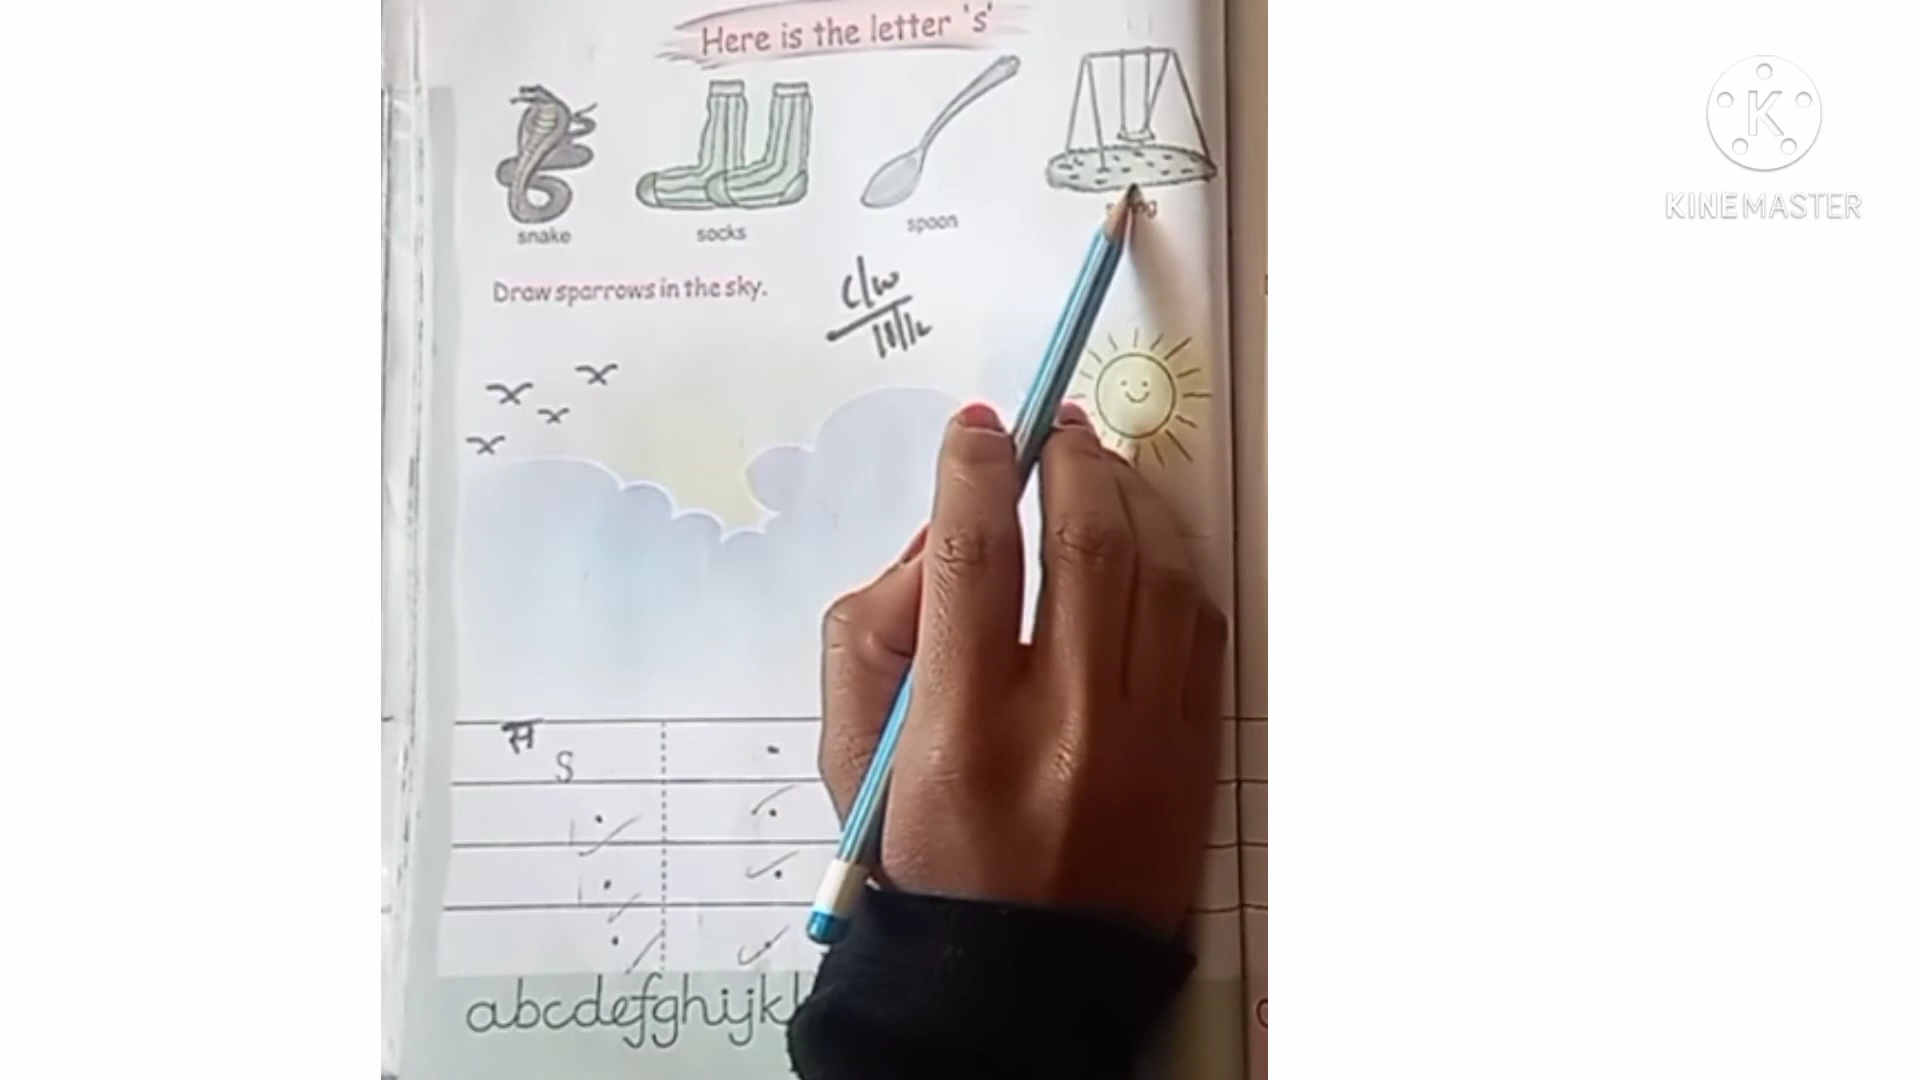 Here is the letter 's'
snake
socks
spoon
Draw sparrows in the sky.
c/w
स
s
abcdefghijk
K
KINEMASTER